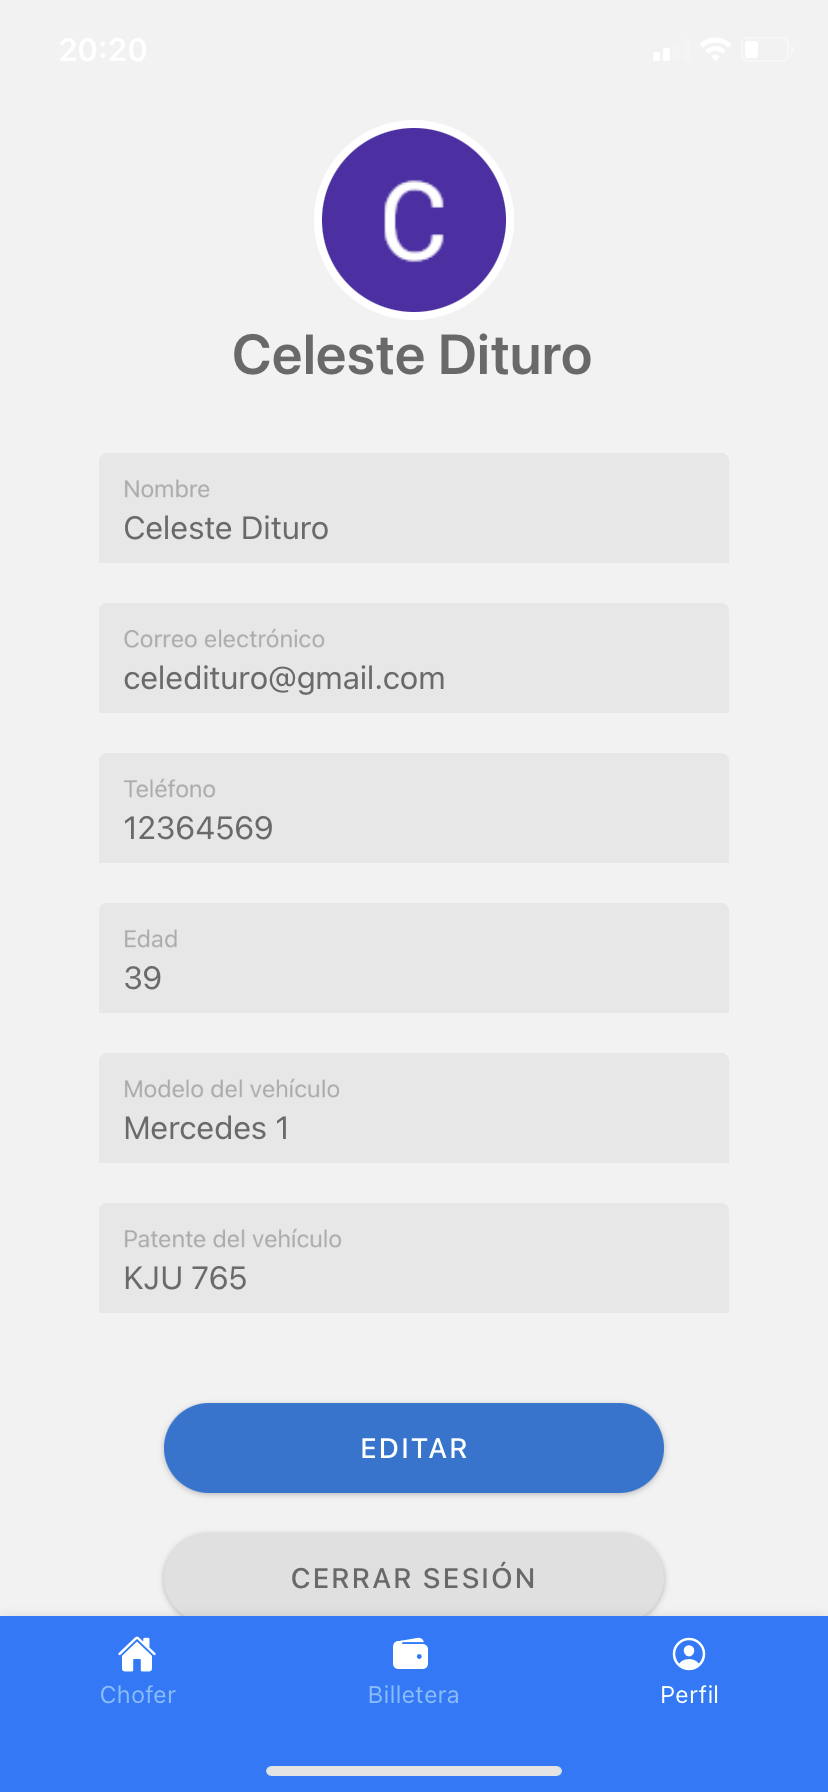 20:20
C
Celeste Dituro
Nombre
Celeste Dituro
Correo electrónico
celedituro@gmail.com
Teléfono
12364569
Edad
39
Modelo del vehículo
Mercedes 1
Patente del vehículo
KJU 765
EDITAR
CERRAR SESIÓN
Chofer Billetera Perfil